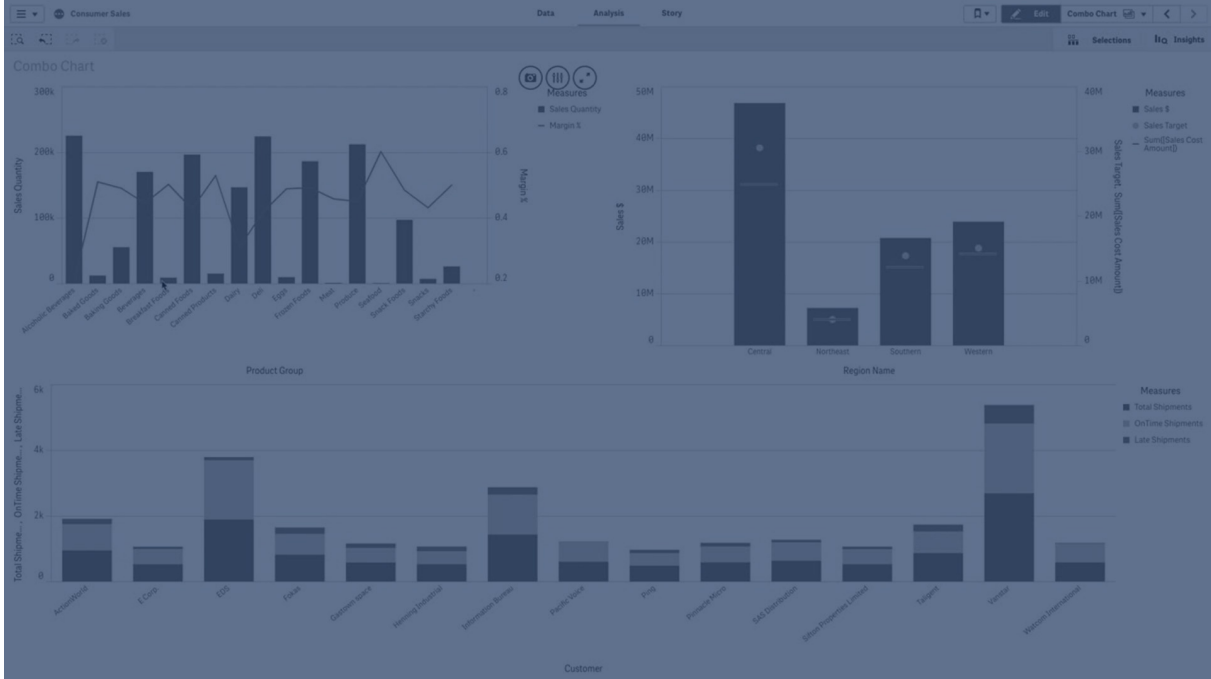 Consumer Sales
Data Analysis Story
Edit Combo Chart
Selections Insights
Combo Chart
300k
200k
100k
0
Sales Quantity
0.8
0.6
0.4
0.2
Margin %
Measures
Sales Quantity
Margin %
Alcoholic Beverages
Baked Goods
Baking Goods
Beverages
Breakfast Foods
Canned Foods
Canned Products
Dairy
Deli
Eggs
Frozen Foods
Meat
Produce
Seafood
Snack Foods
Snacks
Starchy Foods
Product Group
50M
40M
30M
20M
10M
0
Sales $
40M
30M
20M
10M
0
Sales Target, Sum([Sales Cost Amount])
Measures
Sales $
Sales Target
Sum([Sales Cost
Amount])
Central
Northeast
Southern
Western
Region Name
6k
4k
2k
0
Total Shipme..., OnTime Shipme..., Late Shipme...
Measures
Total Shipments
OnTime Shipments
Late Shipments
ActionWorld
E Corp.
EDS
Fokas
Henning Industrial
Information Bureau
Pacific Voice
Ping
Pinnacle Micro
SAS Distribution
Sifton Properties Limited
Talgent
Vanstar
Watcom International
Customer